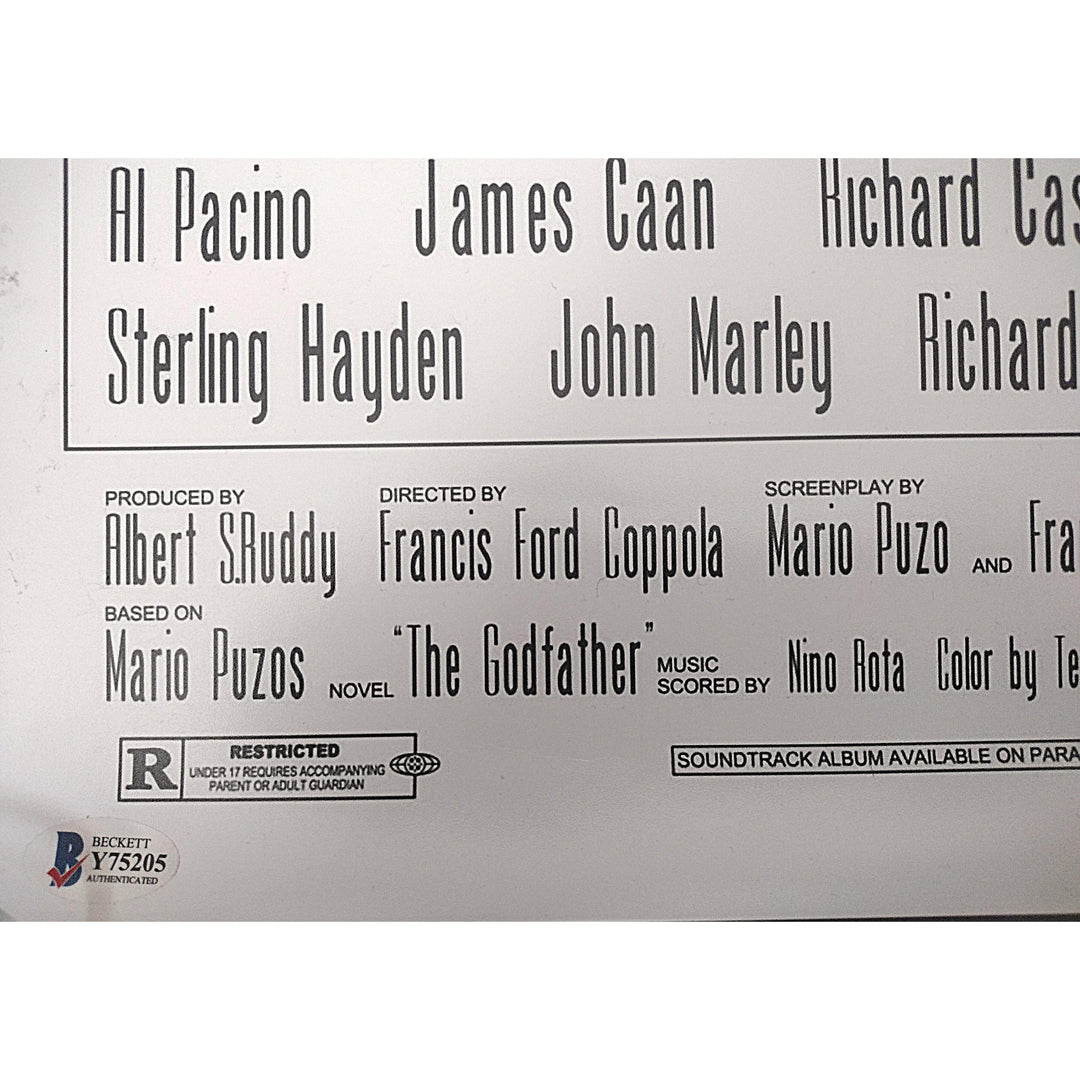 Al Pacino James Caan Richard Cas
Sterling Hayden John Marley Richard
PRODUCED BY DIRECTED BY SCREENPLAY BY
Albert S.Ruddy Francis Ford Coppola Mario Puzo AND Fra
BASED ON
Mario Puzos NOVEL "The Godfather" MUSIC SCORED BY Nino Rota Color by Te
R RESTRICTED
UNDER 17 REQUIRES ACCOMPANYING
PARENT OR ADULT GUARDIAN
SOUNDTRACK ALBUM AVAILABLE ON PARA
B BECKETT
Y75205
AUTHENTICATED